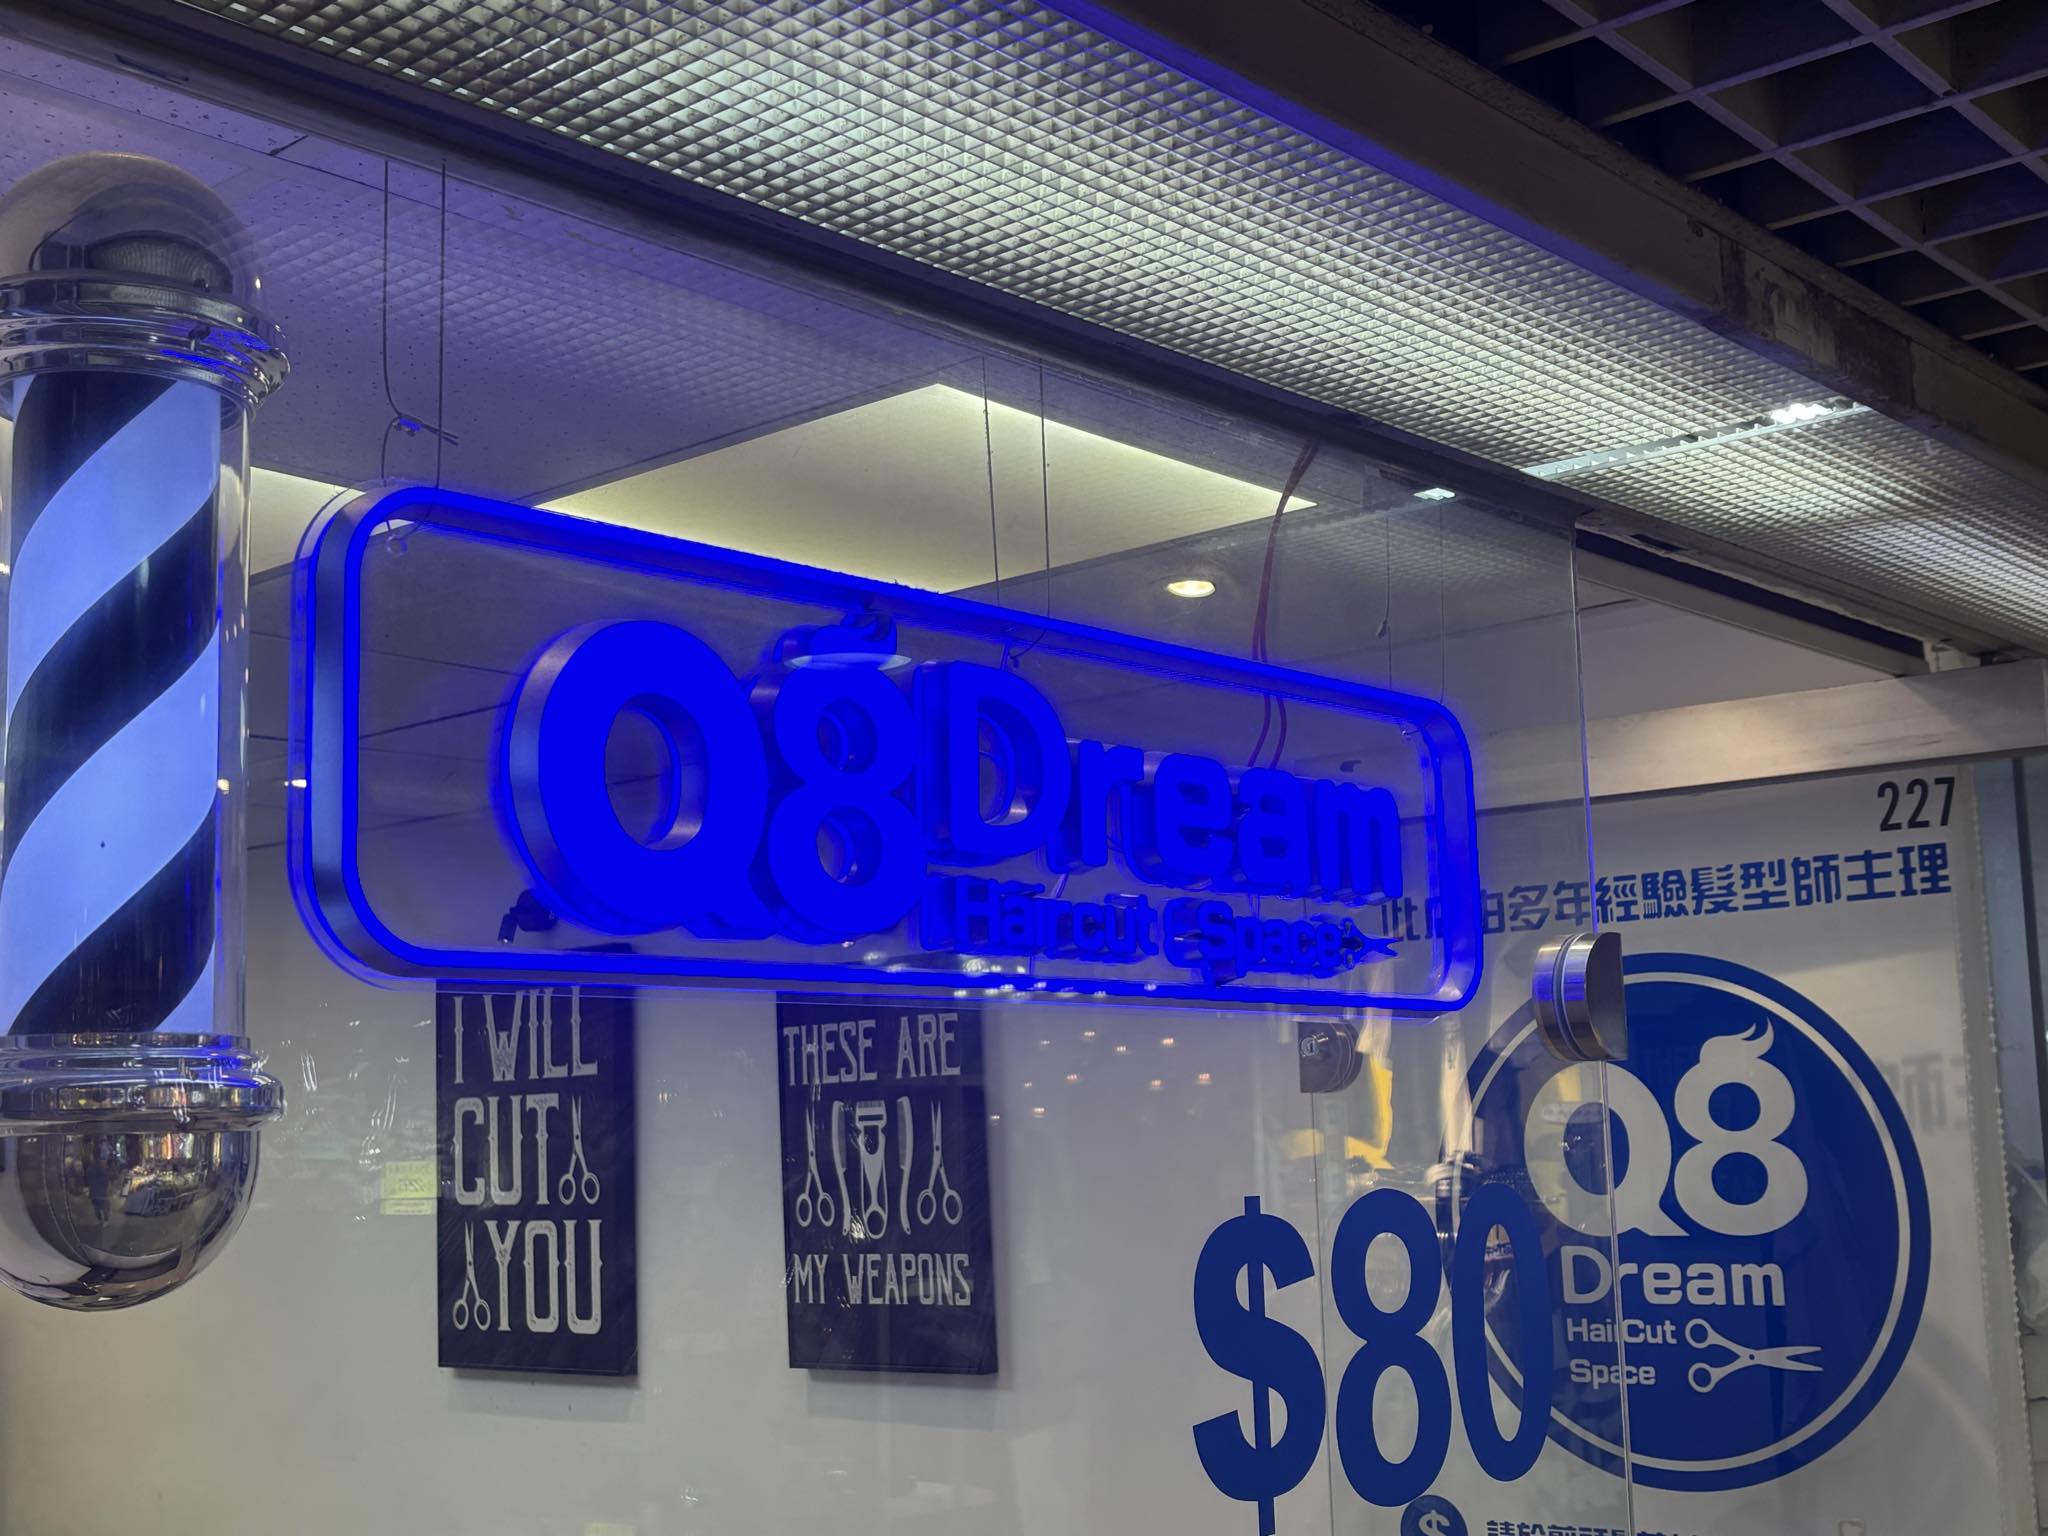 Q8 Dream
Haircut Space
I WILL
CUT
YOU
THESE ARE
MY WEAPONS
227
由多年經驗髮型師主理
Q8
Dream
HairCut
Space
$80
$